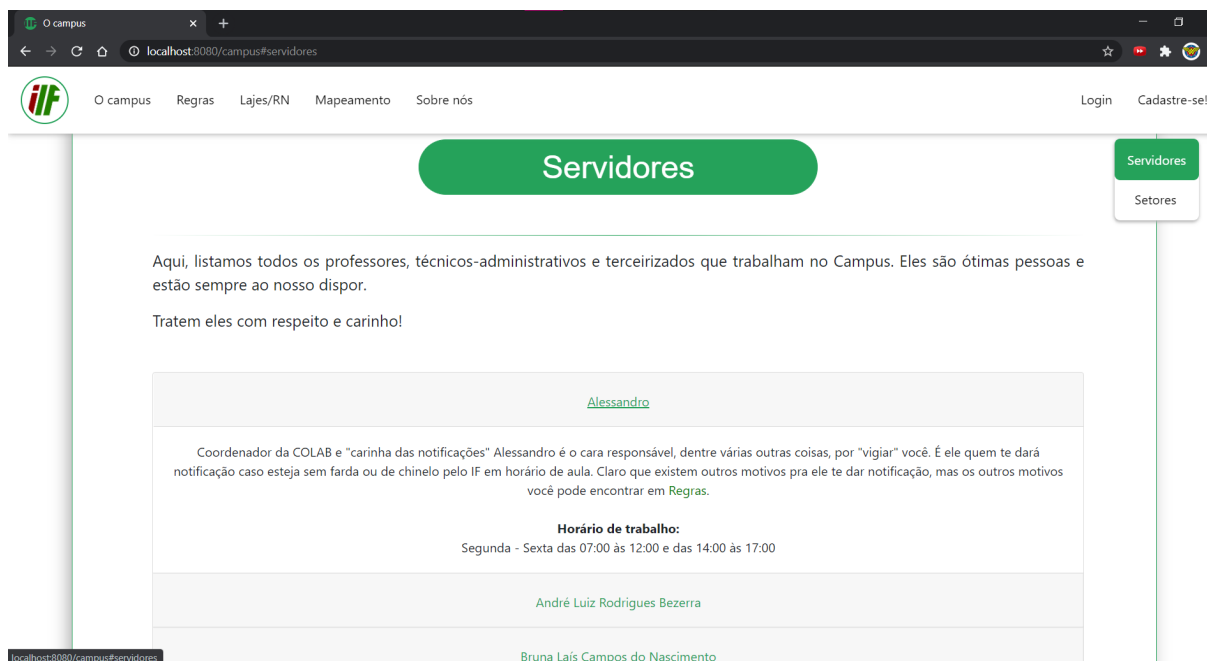 O campus
localhost:8080/campus#servidores
iIF
O campus Regras Lajes/RN Mapeamento Sobre nós Login Cadastre-se!
Servidores
Servidores
Setores
Aqui, listamos todos os professores, técnicos-administrativos e terceirizados que trabalham no Campus. Eles são ótimas pessoas e
estão sempre ao nosso dispor.
Tratem eles com respeito e carinho!
Alessandro
Coordenador da COLAB e "carinha das notificações" Alessandro é o cara responsável, dentre várias outras coisas, por "vigiar" você. É ele quem te dará
notificação caso esteja sem farda ou de chinelo pelo IF em horário de aula. Claro que existem outros motivos pra ele te dar notificação, mas os outros motivos
você pode encontrar em Regras.
Horário de trabalho:
Segunda - Sexta das 07:00 às 12:00 e das 14:00 às 17:00
André Luiz Rodrigues Bezerra
Bruna Laís Campos do Nascimento
localhost:8080/campus#servidores